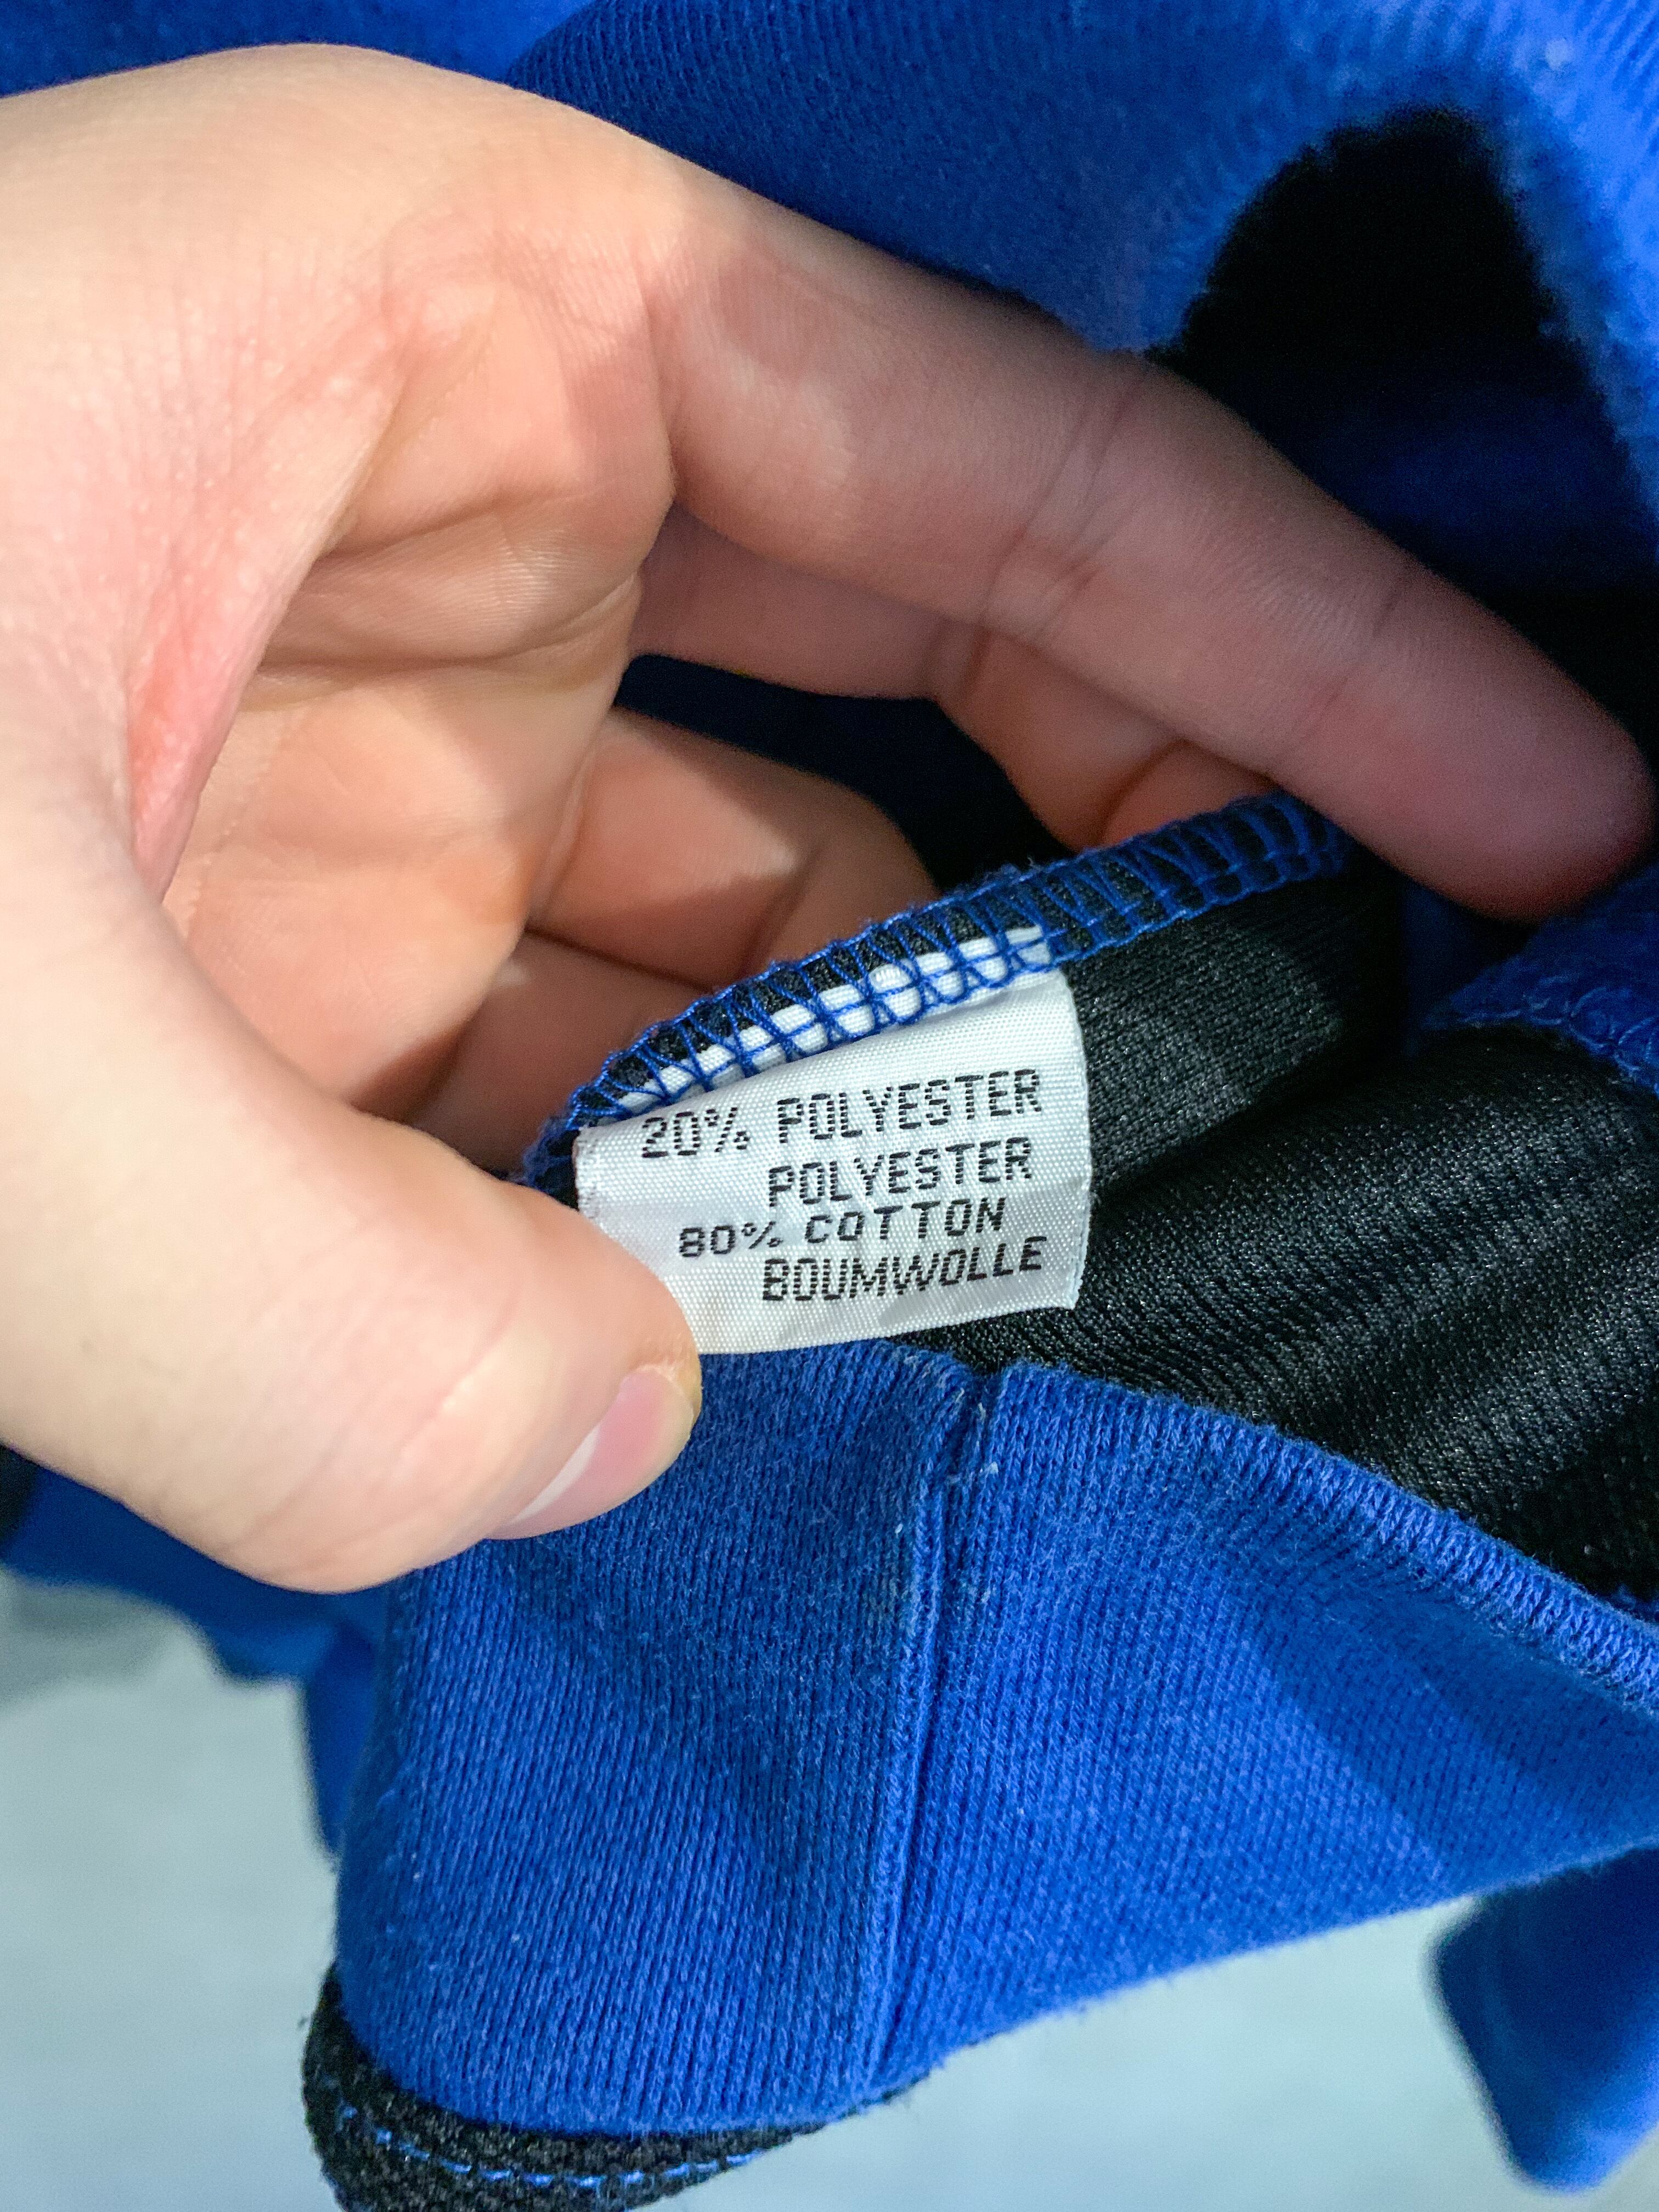 20% POLYESTER
POLYESTER
80% COTTON
BOUMWOLLE